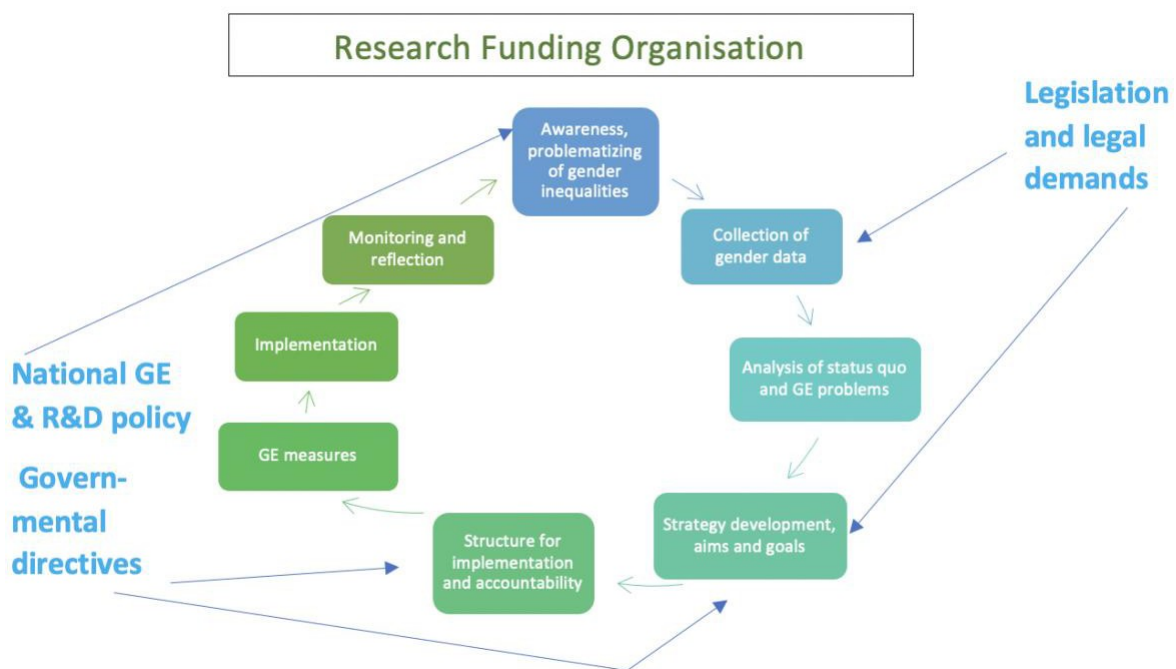 Research Funding Organisation
Legislation
and legal
demands
Awareness,
problematizing
of gender
inequalities
Collection of
gender data
Monitoring and
reflection
Implementation
Analysis of status quo
and GE problems
National GE
& R&D policy
GE measures
Govern-
mental
directives
Strategy development,
aims and goals
Structure for
implementation
and accountability